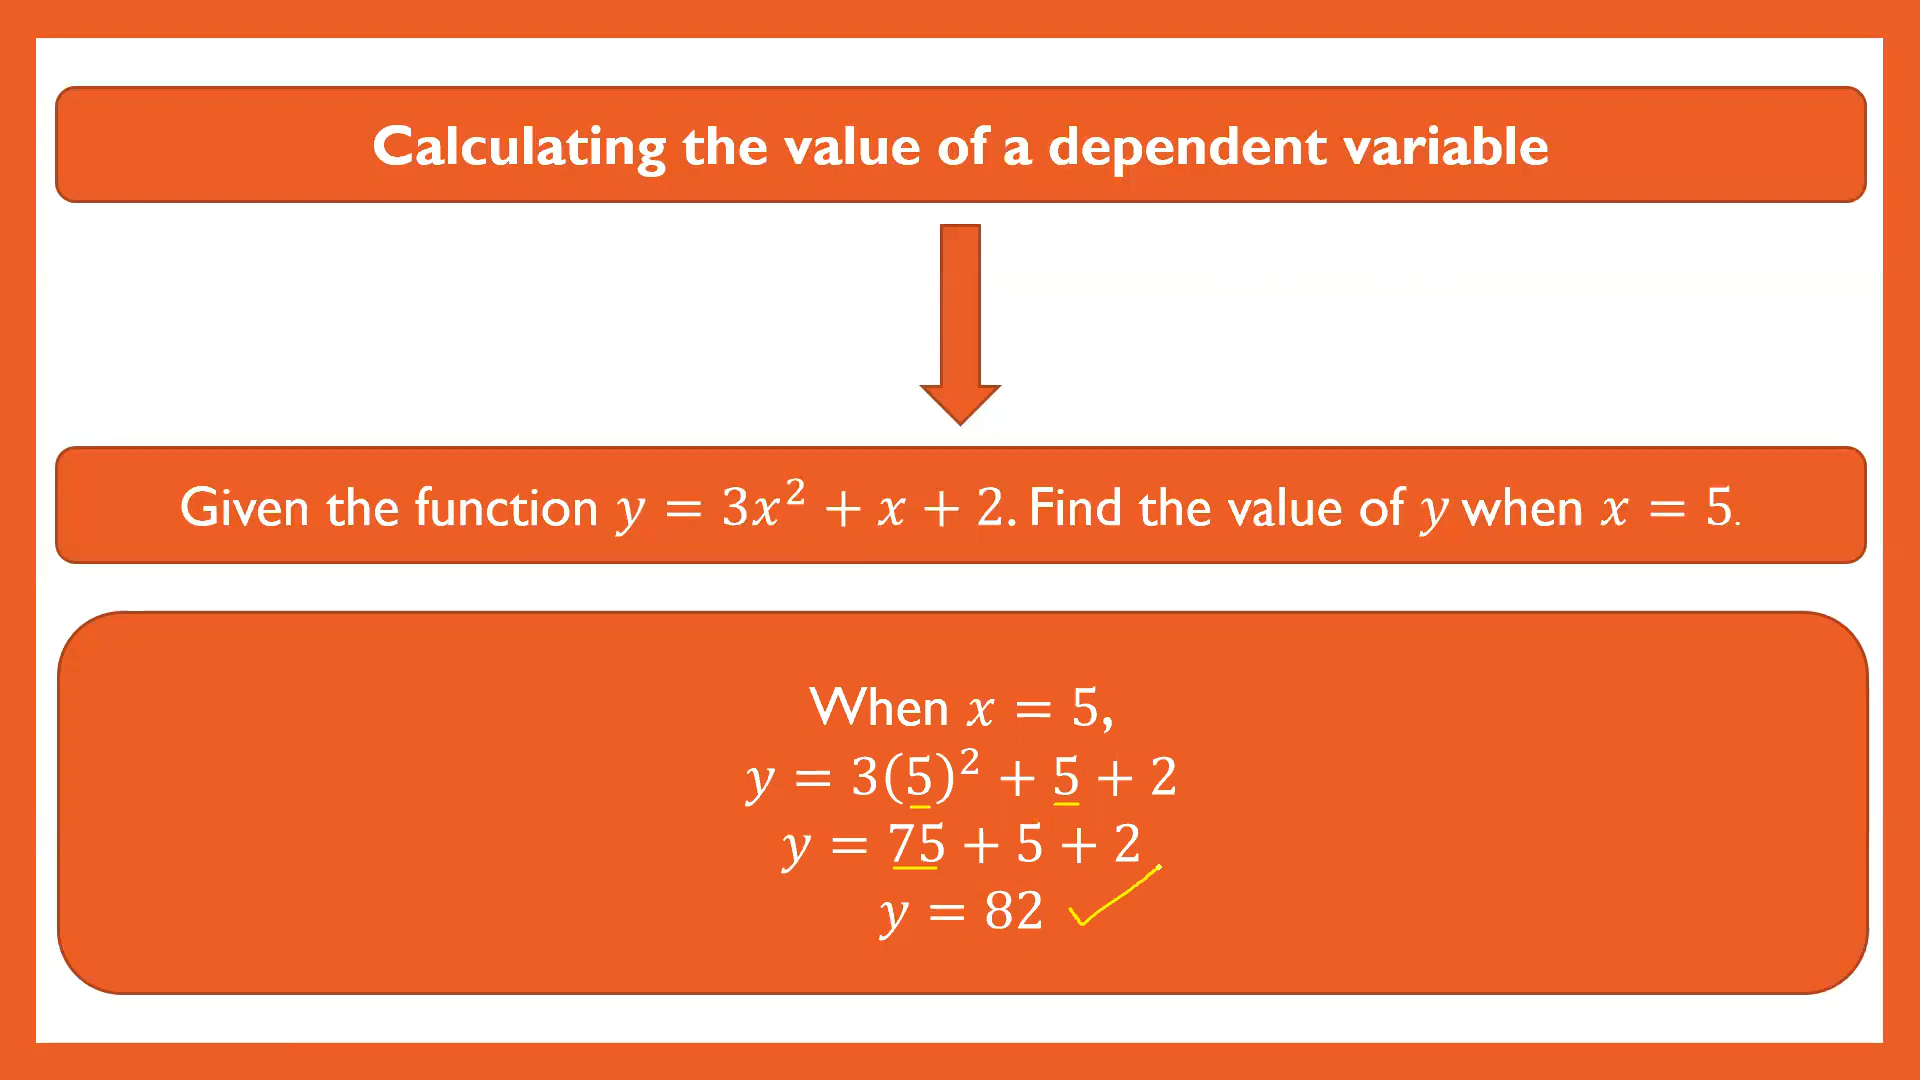 Calculating the value of a dependent variable
Given the function y = 3x² + x + 2. Find the value of y when x = 5.
When x = 5,
y = 3(5)² + 5 + 2
y = 75 + 5 + 2
y = 82